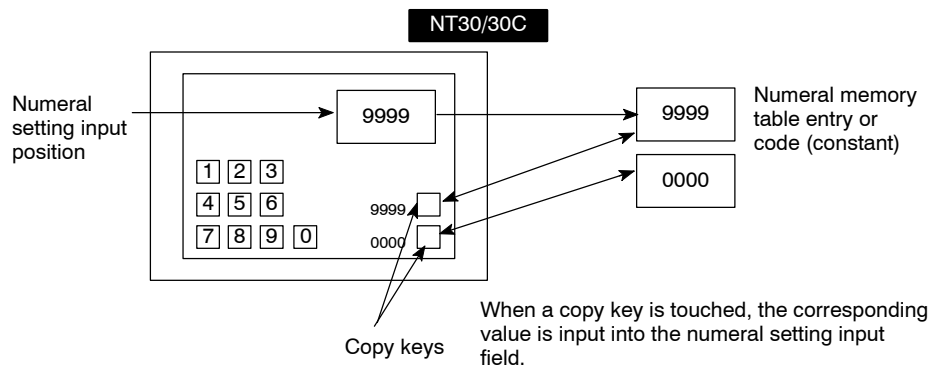 NT30/30C
Numeral
setting input
position
9999
9999
Numeral memory
table entry or
code (constant)
0000
1 2 3
4 5 6
7 8 9 0
9999
0000
Copy keys
When a copy key is touched, the corresponding
value is input into the numeral setting input
field.